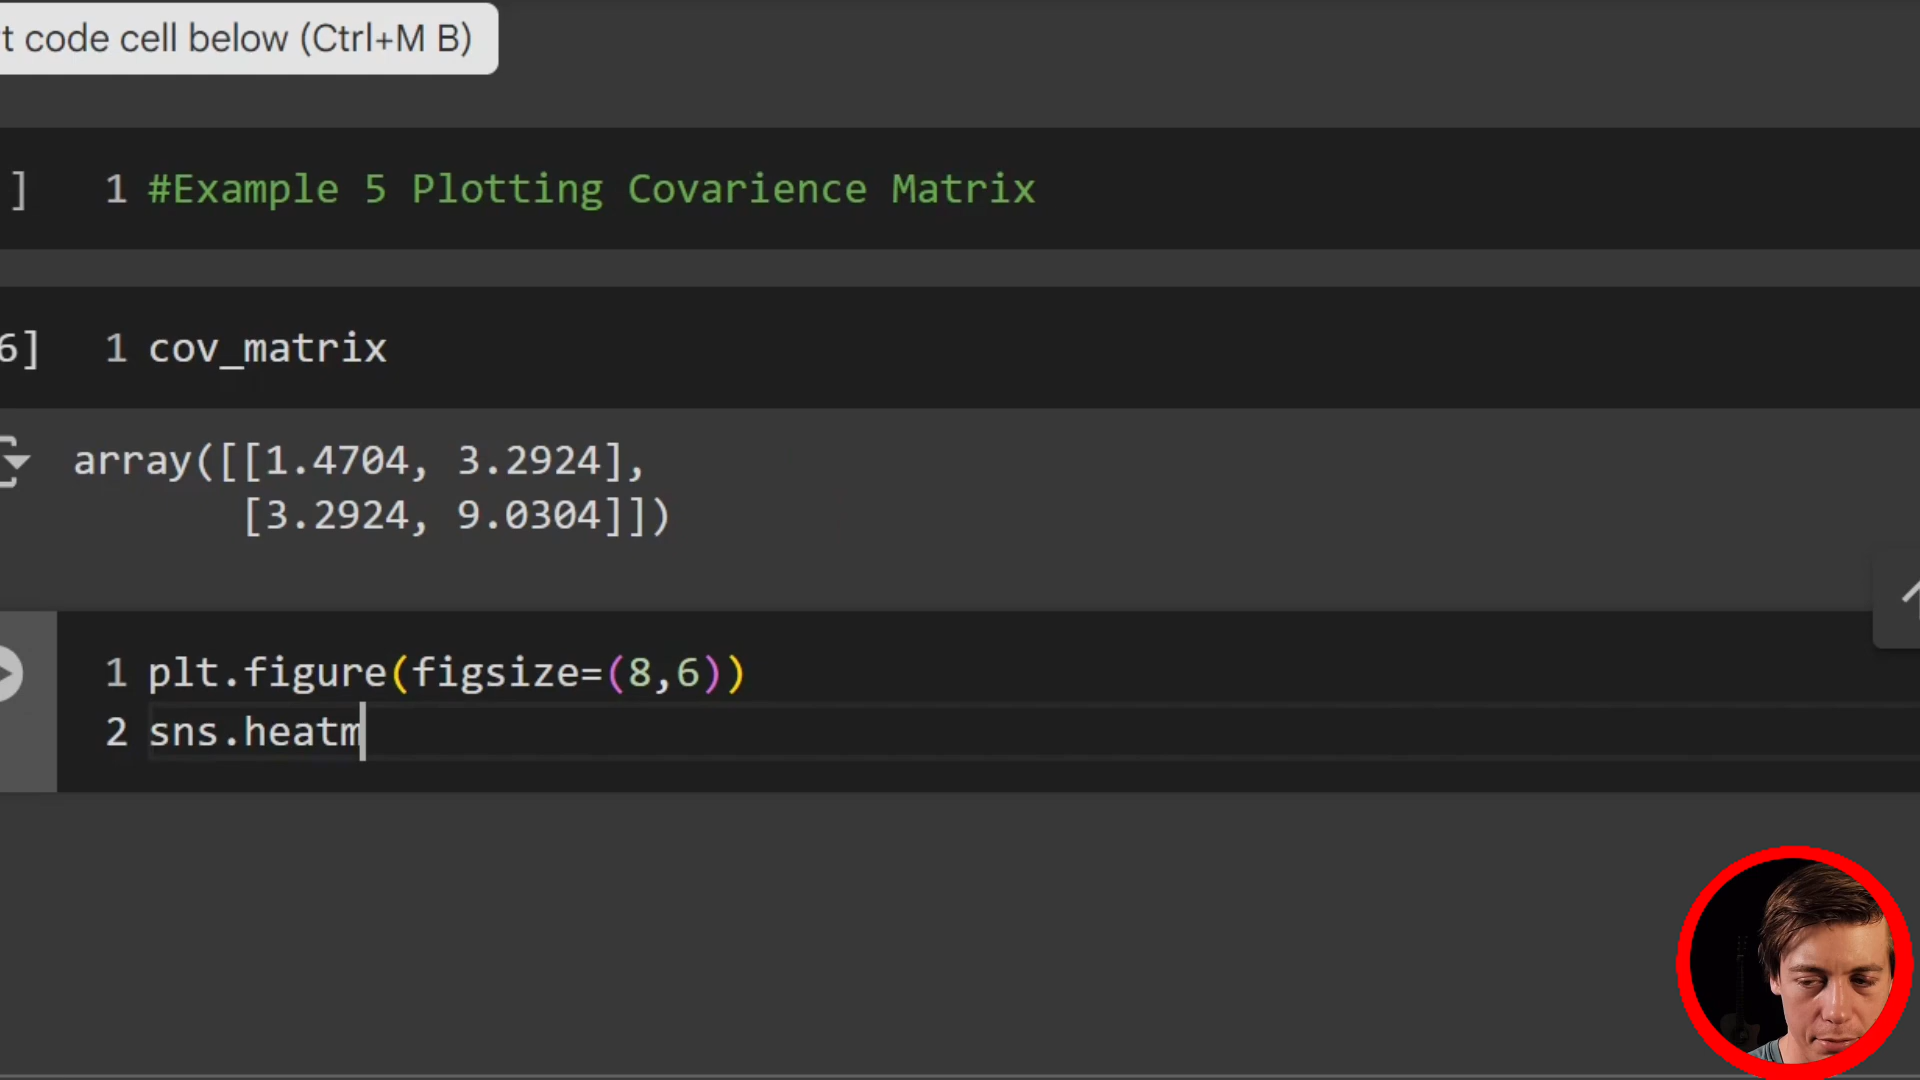 t code cell below (Ctrl+M B)
] 1 #Example 5 Plotting Covarience Matrix
6] 1 cov_matrix
array([[1.4704, 3.2924],
[3.2924, 9.0304]])
1 plt.figure(figsize=(8,6))
2 sns.heatm